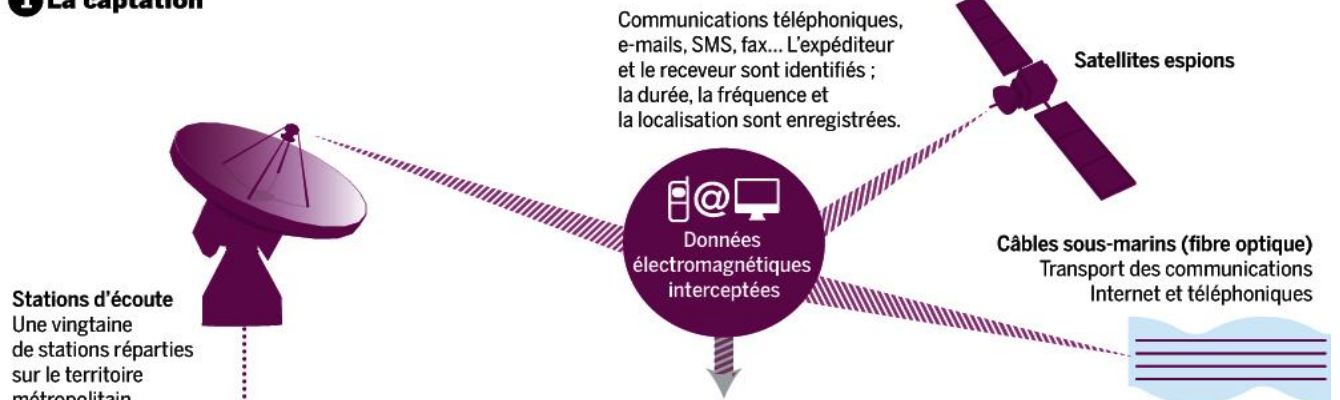 1 La captation
Communications téléphoniques,
e-mails, SMS, fax... L'expéditeur
et le receveur sont identifiés ;
la durée, la fréquence et
la localisation sont enregistrées.
Satellites espions
@
Données
électromagnétiques
interceptées
Câbles sous-marins (fibre optique)
Transport des communications
Internet et téléphoniques
Stations d'écoute
Une vingtaine
de stations réparties
sur le territoire
métropolitain